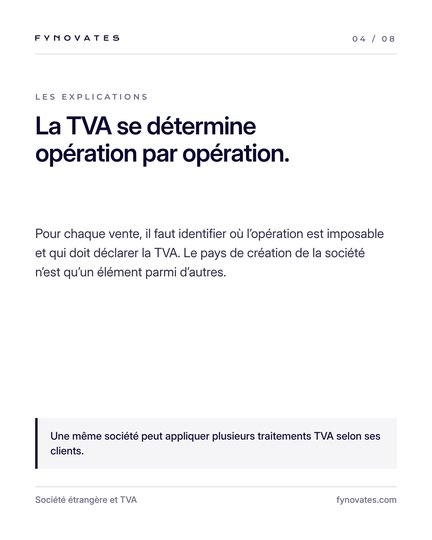 FYNOVATES
04 / 08
LES EXPLICATIONS
La TVA se détermine
opération par opération.
Pour chaque vente, il faut identifier où l’opération est imposable
et qui doit déclarer la TVA. Le pays de création de la société
n’est qu’un élément parmi d’autres.
Une même société peut appliquer plusieurs traitements TVA selon ses
clients.
Société étrangère et TVA
fynovates.com